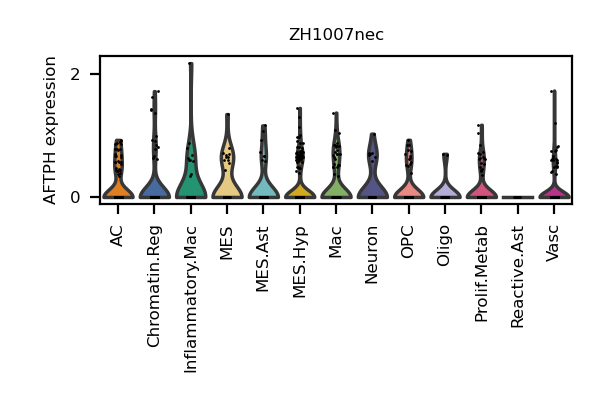 ZH1007nec
AFTPH expression
2
0
AC
Chromatin.Reg
Inflammatory.Mac
MES
MES.Ast
MES.Hyp
Mac
Neuron
OPC
Oligo
Prolif.Metab
Reactive.Ast
Vasc